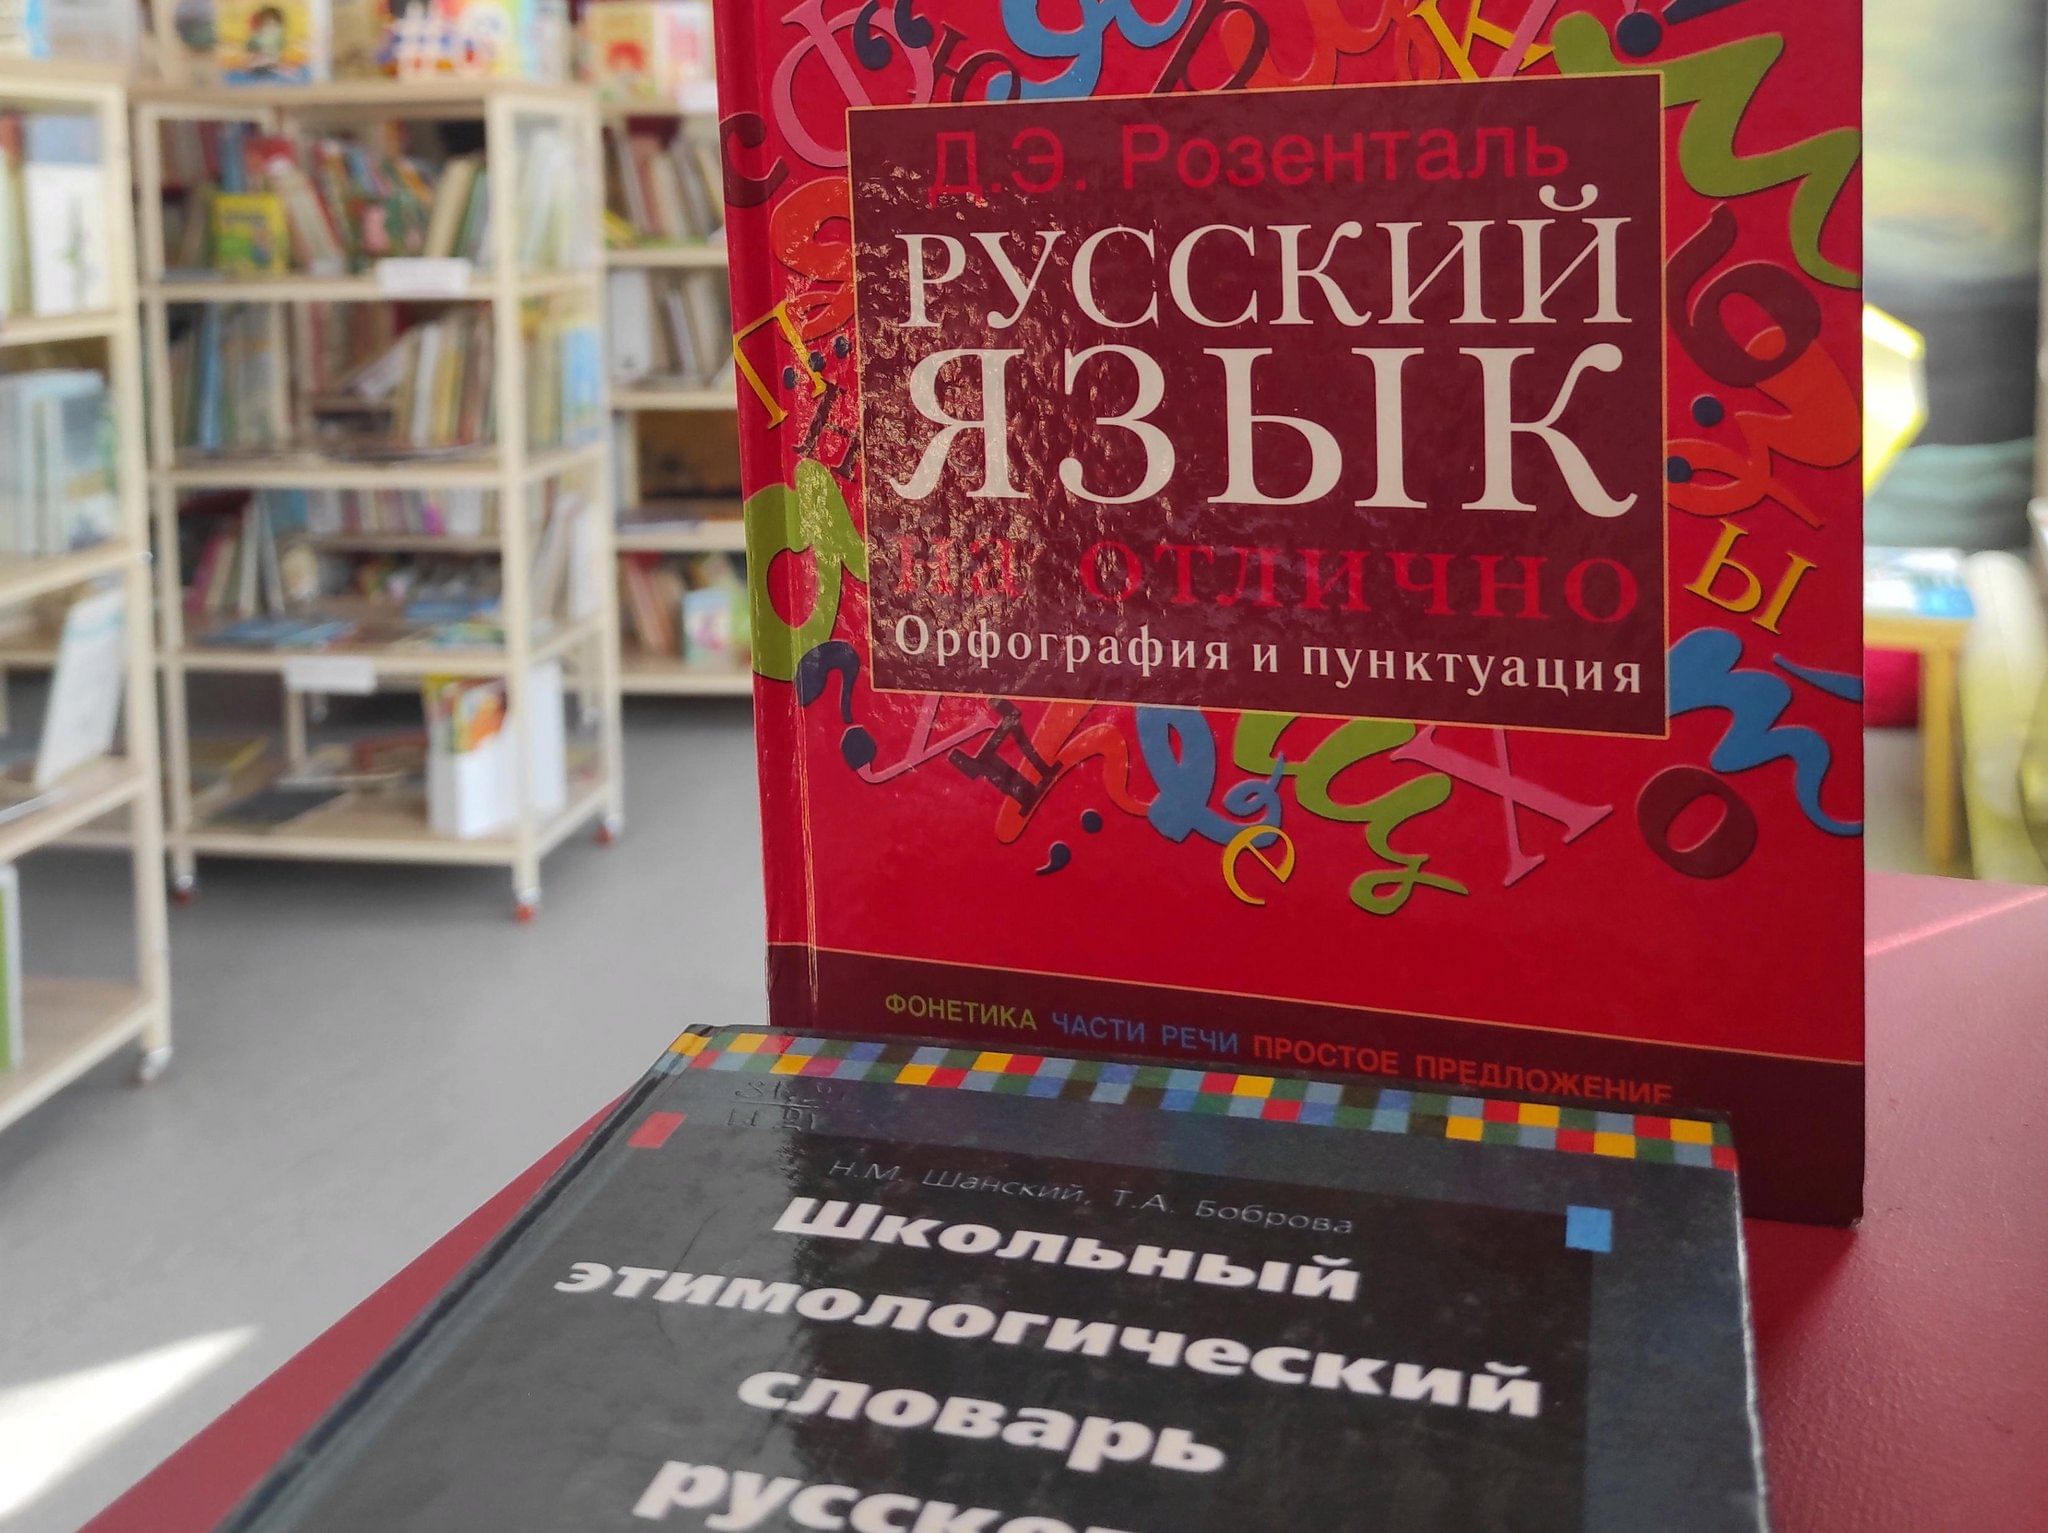 Д.Э. Розенталь
РУССКИЙ
ЯЗЫК
на отлично
Орфография и пунктуация
ФОНЕТИКА ЧАСТИ РЕЧИ ПРОСТОЕ ПРЕДЛОЖЕНИЕ
Н.М. Шанский, Т.А. Боброва
Школьный
этимологический
словарь